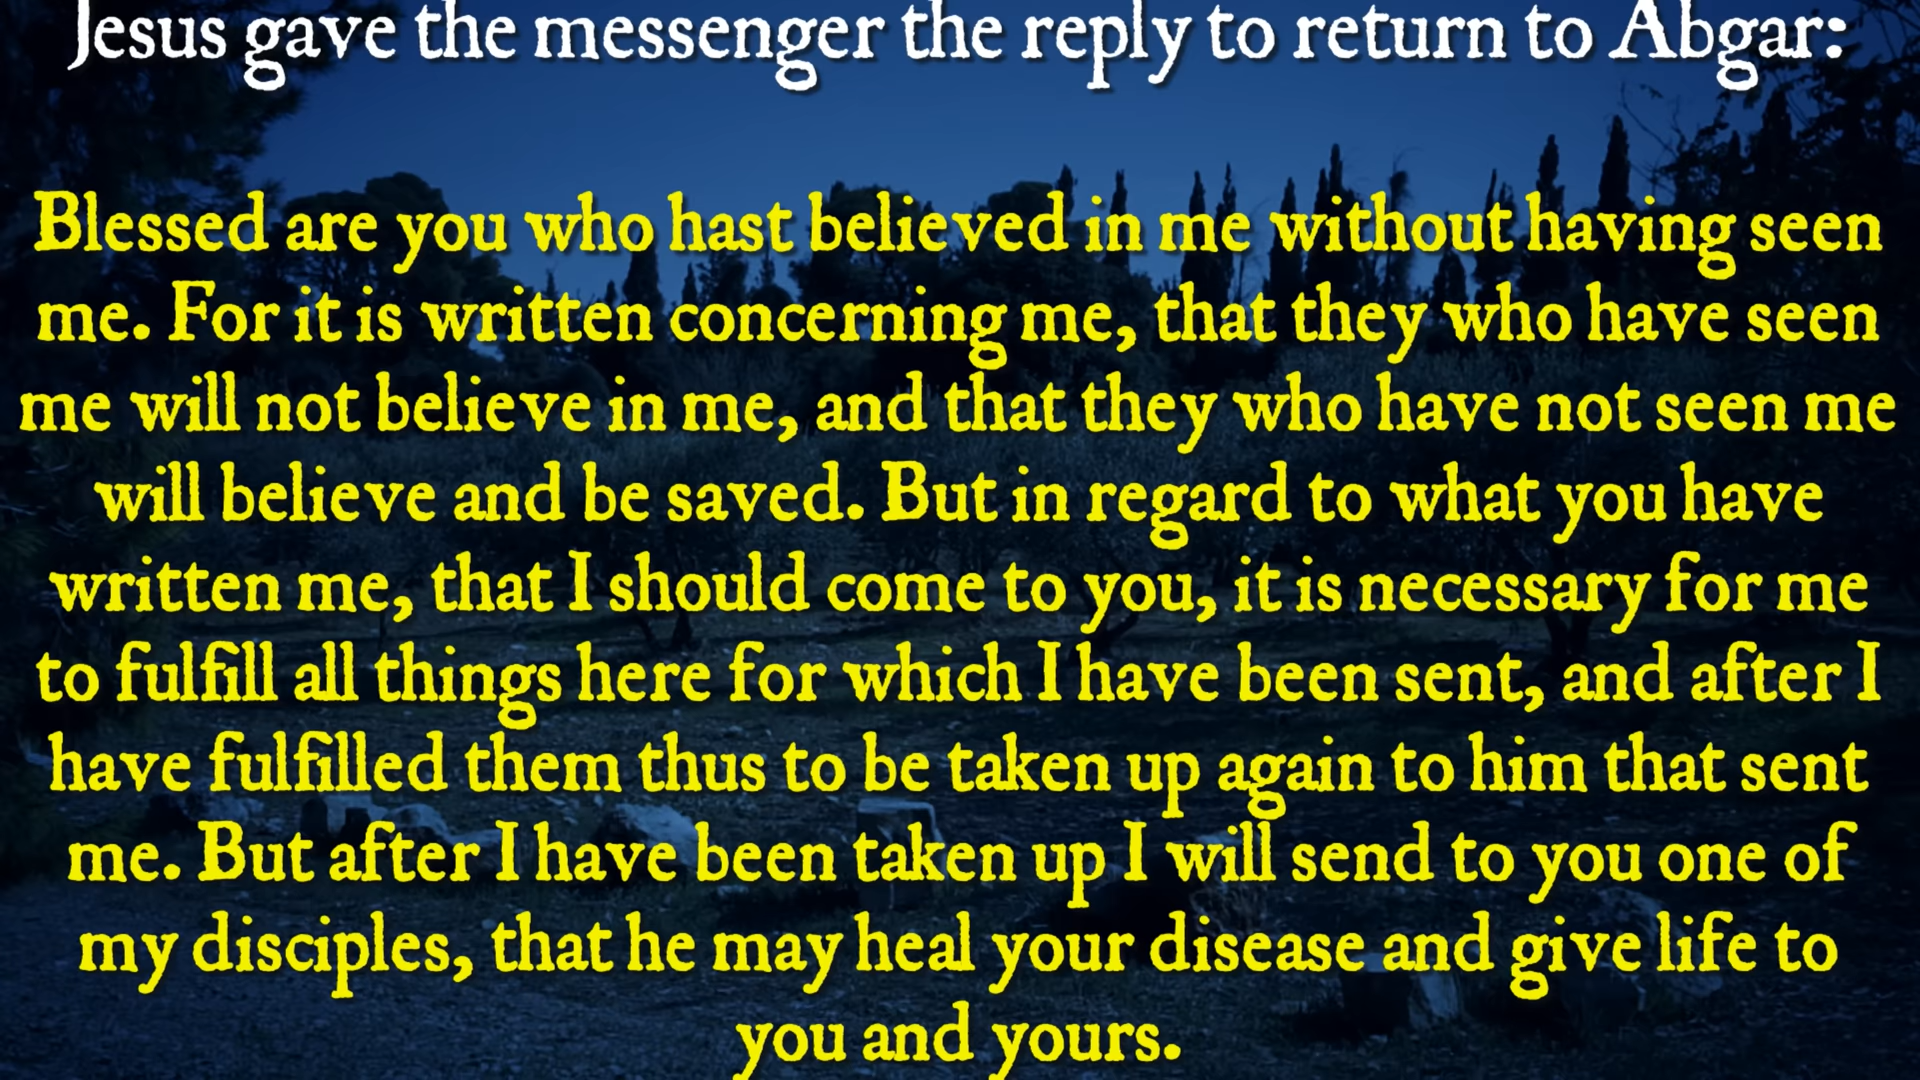 Jesus gave the messenger the reply to return to Abgar:
Blessed are you who hast believed in me without having seen
me. For it is written concerning me, that they who have seen
me will not believe in me, and that they who have not seen me
will believe and be saved. But in regard to what you have
written me, that I should come to you, it is necessary for me
to fulfill all things here for which I have been sent, and after I
have fulfilled them thus to be taken up again to him that sent
me. But after I have been taken up I will send to you one of
my disciples, that he may heal your disease and give life to
you and yours.